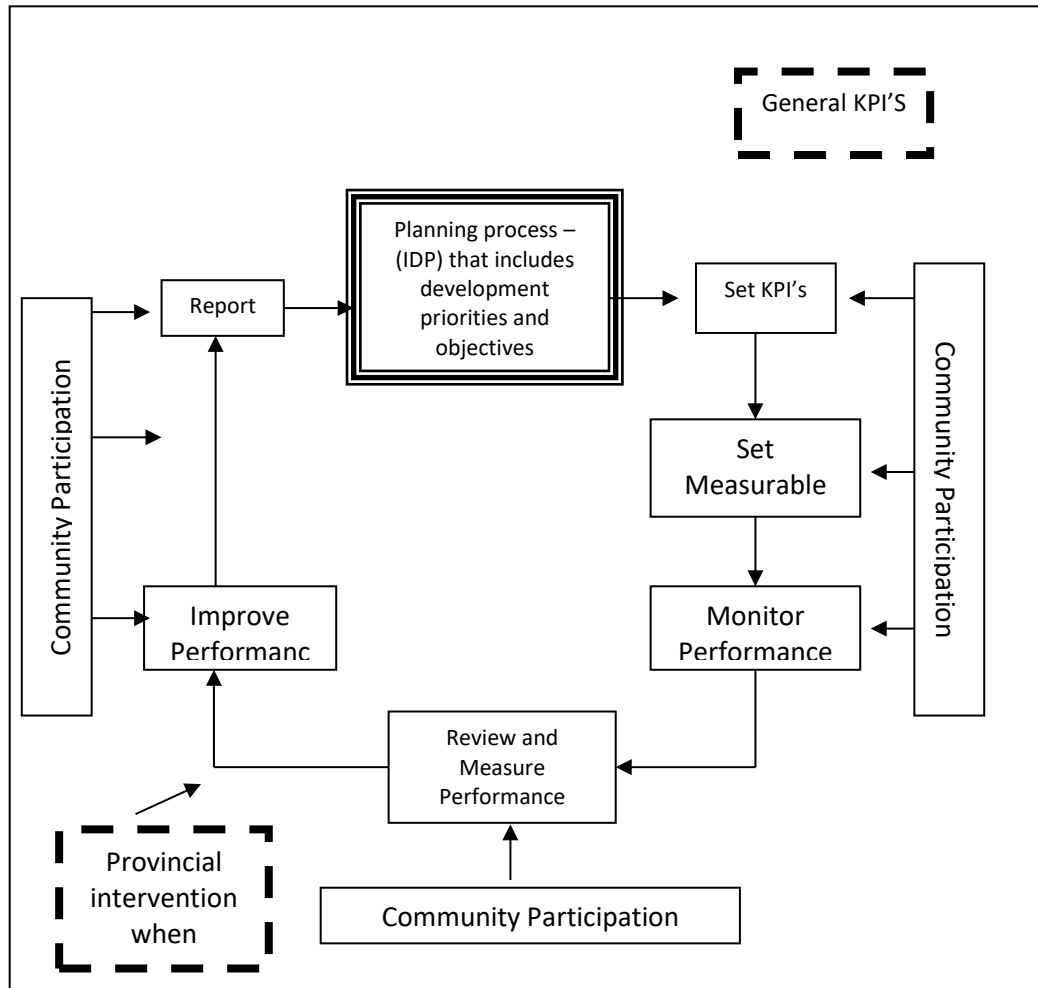 General KPI'S
Planning process –
(IDP) that includes
development
priorities and
objectives
Report
Set KPI's
Community Participation
Community Participation
Set
Measurable
Improve
Performanc
Monitor
Performance
Review and
Measure
Performance
Provincial
intervention
when
Community Participation